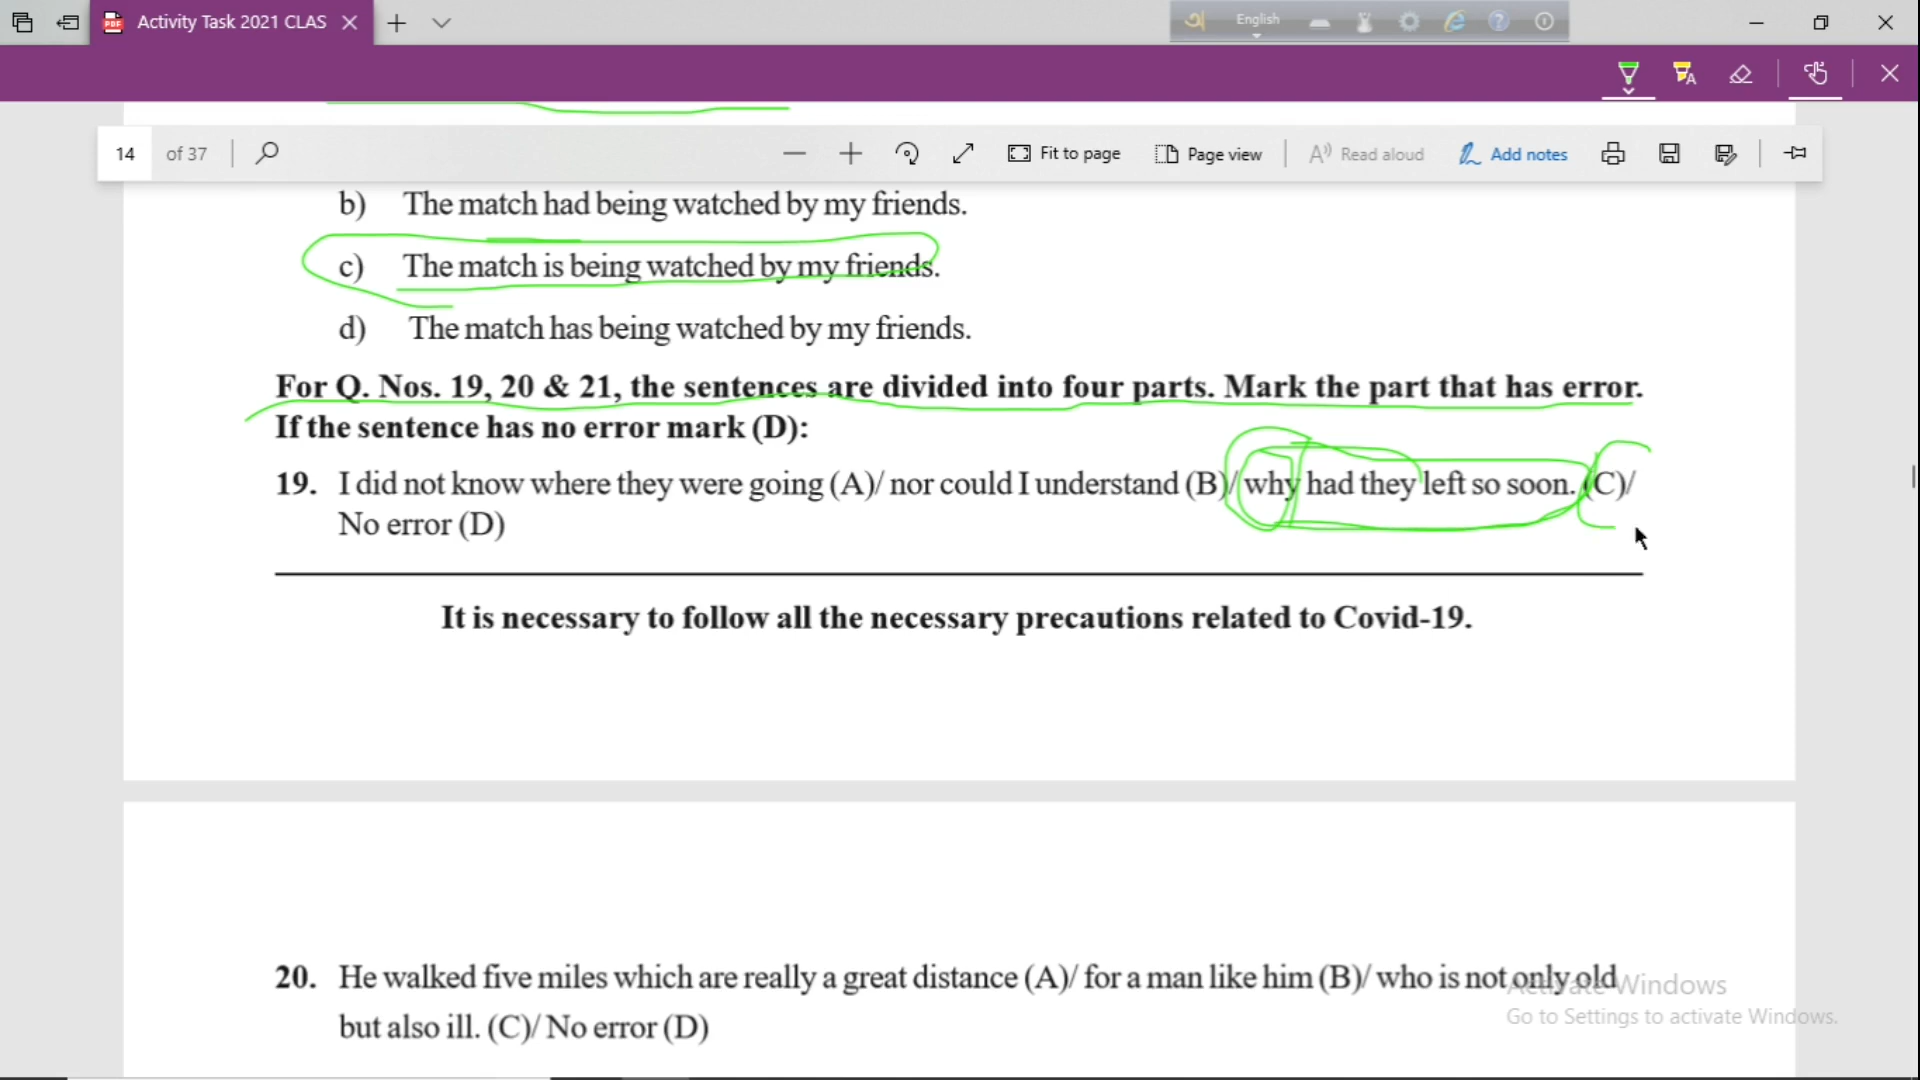 Activity Task 2021 CLAS
English
14 of 37
Fit to page
Page view
Read aloud
Add notes
b) The match had being watched by my friends.
c) The match is being watched by my friends.
d) The match has being watched by my friends.
For Q. Nos. 19, 20 & 21, the sentences are divided into four parts. Mark the part that has error.
If the sentence has no error mark (D):
19. I did not know where they were going (A)/ nor could I understand (B)/ why had they left so soon. (C)/
No error (D)
It is necessary to follow all the necessary precautions related to Covid-19.
20. He walked five miles which are really a great distance (A)/ for a man like him (B)/ who is not only old
but also ill. (C)/ No error (D)
Activate Windows
Go to Settings to activate Windows.